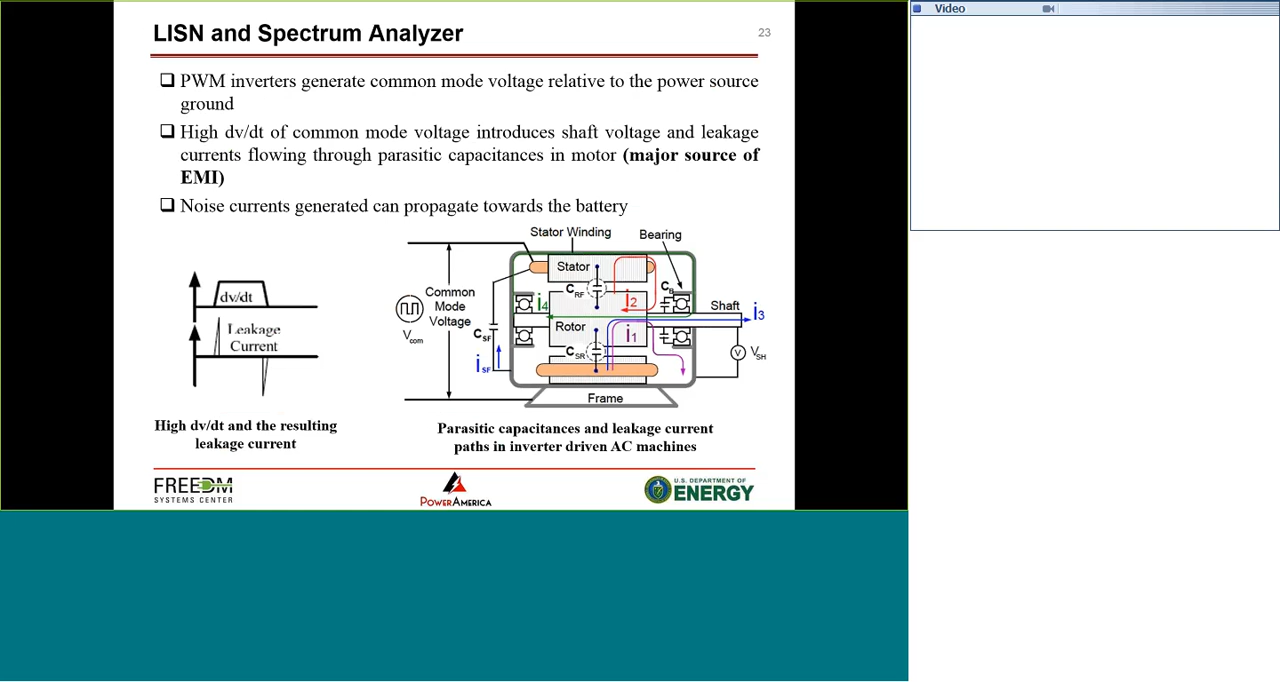 Video
LISN and Spectrum Analyzer
23
❑ PWM inverters generate common mode voltage relative to the power source
ground
❑ High dv/dt of common mode voltage introduces shaft voltage and leakage
currents flowing through parasitic capacitances in motor (major source of
EMI)
❑ Noise currents generated can propagate towards the battery
dv/dt
Leakage
Current
High dv/dt and the resulting
leakage current
Stator Winding
Bearing
Stator
Common
Mode
Voltage
Vcom
CSF
iSF
CRF
i2
CB
i4
Shaft
i3
Rotor
i1
CSR
V
VSH
Frame
Parasitic capacitances and leakage current
paths in inverter driven AC machines
FREEDM
SYSTEMS CENTER
POWERAMERICA
U.S. DEPARTMENT OF
ENERGY